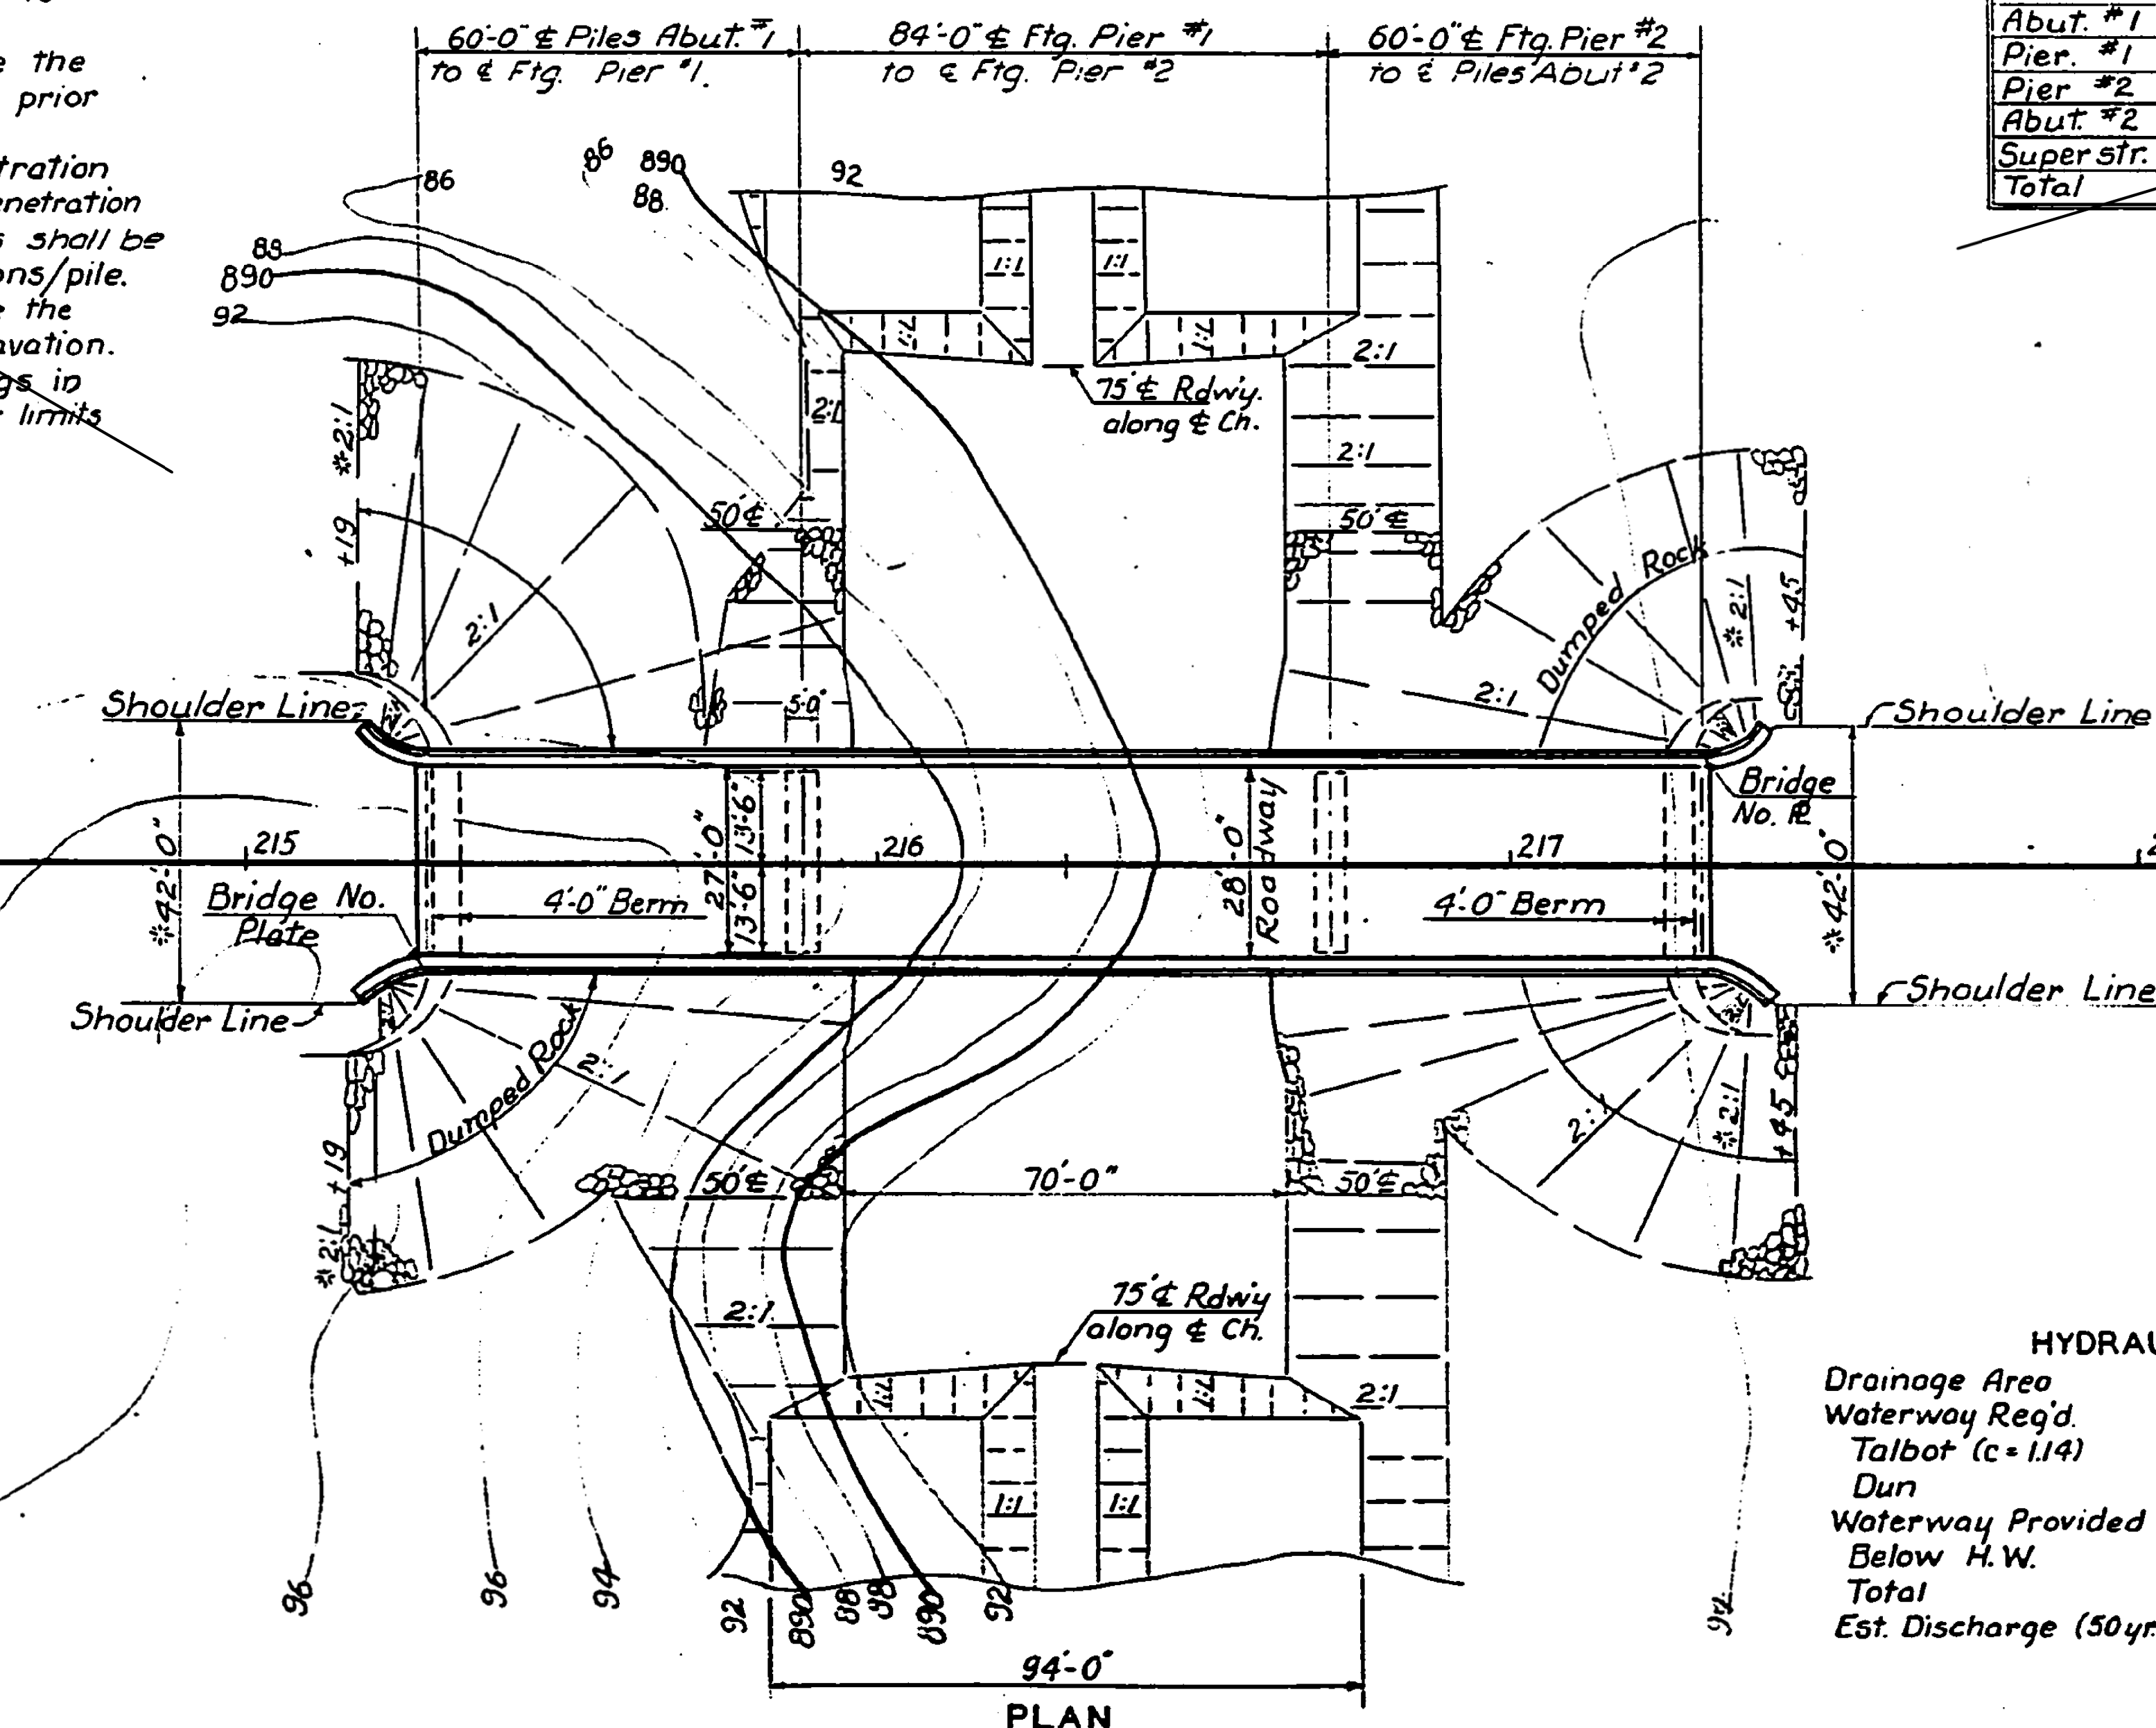 e the
prior
tration
enetration
s shall be
ons/pile.
e the
avation.
gs in
r limits
60'-0" ℄ Piles Abut. #1
to ℄ Ftg. Pier #1.
84'-0" ℄ Ftg. Pier #1
to ℄ Ftg. Pier #2
60'-0" ℄ Ftg. Pier #2
to ℄ Piles Abut #2
Abut. #1
Pier. #1
Pier #2
Abut. #2
Superstr.
Total
86
86
890
88
92
88
890
92
1:1
1:1
1:1
1:1
2:1
2:1
2:1
75' ℄ Rdwy.
along ℄ Ch.
*2:1
+19
50' ℄
50' ℄
2:1
Dumped Rock
*2:1
+45
2:1
Shoulder Line
5'-0"
Shoulder Line
Bridge
No. ℄
*42'-0"
215
27'-0"
13'-6"
13'-6"
216
28'-0"
Roadway
217
*42'-0"
Bridge No.
Plate
4'-0" Berm
4'-0" Berm
Shoulder Line
Shoulder Line
Dumped Rock
2:1
+19
*2:1
50' ℄
70'-0"
50' ℄
2:1
*2:1
+45
2:1
75' ℄ Rdwy
along ℄ Ch.
1:1
1:1
2:1
1:1
1:1
96
96
94
92
890
88
88
890
92
94'-0"
PLAN
HYDRAU
Drainage Area
Waterway Req'd.
Talbot (c = 1.14)
Dun
Waterway Provided
Below H.W.
Total
Est. Discharge (50 yr.